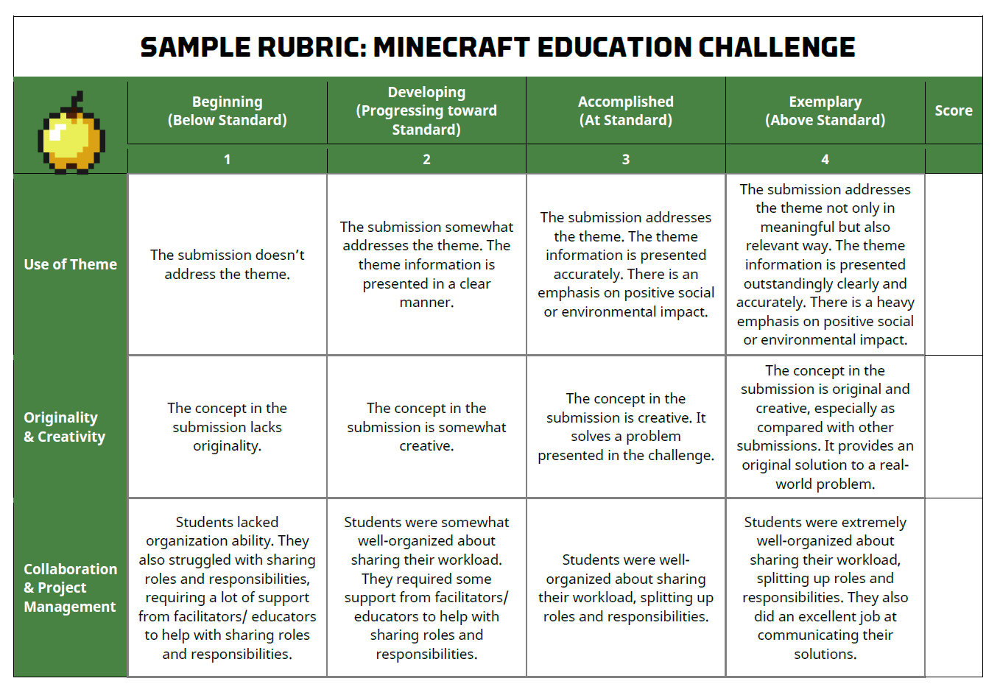 SAMPLE RUBRIC: MINECRAFT EDUCATION CHALLENGE
Beginning
(Below Standard)
Developing
(Progressing toward
Standard)
Accomplished
(At Standard)
Exemplary
(Above Standard)
Score
1
2
3
4
Use of Theme
The submission doesn’t
address the theme.
The submission somewhat
addresses the theme. The
theme information is
presented in a clear
manner.
The submission addresses
the theme. The theme
information is presented
accurately. There is an
emphasis on positive social
or environmental impact.
The submission addresses
the theme not only in
meaningful but also
relevant way. The theme
information is presented
outstandingly clearly and
accurately. There is a heavy
emphasis on positive social
or environmental impact.
Originality
& Creativity
The concept in the
submission lacks
originality.
The concept in the
submission is somewhat
creative.
The concept in the
submission is creative. It
solves a problem
presented in the challenge.
The concept in the
submission is original and
creative, especially as
compared with other
submissions. It provides an
original solution to a real-
world problem.
Collaboration
& Project
Management
Students lacked
organization ability. They
also struggled with sharing
roles and responsibilities,
requiring a lot of support
from facilitators/ educators
to help with sharing roles
and responsibilities.
Students were somewhat
well-organized about
sharing their workload.
They required some
support from facilitators/
educators to help with
sharing roles and
responsibilities.
Students were well-
organized about sharing
their workload, splitting up
roles and responsibilities.
Students were extremely
well-organized about
sharing their workload,
splitting up roles and
responsibilities. They also
did an excellent job at
communicating their
solutions.